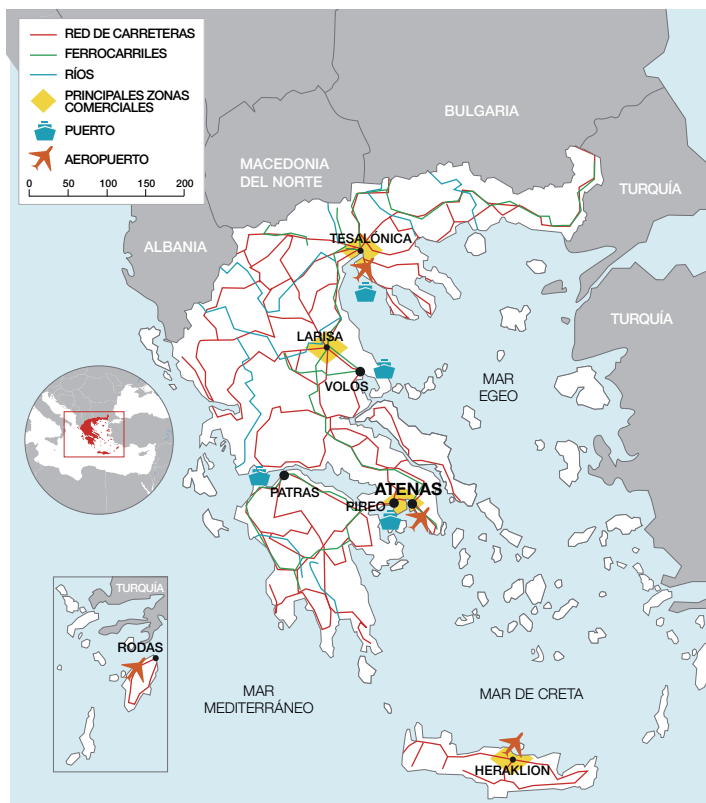 RED DE CARRETERAS
FERROCARRILES
RÍOS
PRINCIPALES ZONAS
COMERCIALES
PUERTO
AEROPUERTO
0 50 100 150 200
BULGARIA
MACEDONIA
DEL NORTE
TURQUÍA
ALBANIA
TESALÓNICA
TURQUÍA
LARISA
VOLOS
MAR
EGEO
PATRAS
ATENAS
PIREO
TURQUÍA
RODAS
MAR
MEDITERRÁNEO
MAR DE CRETA
HERAKLION